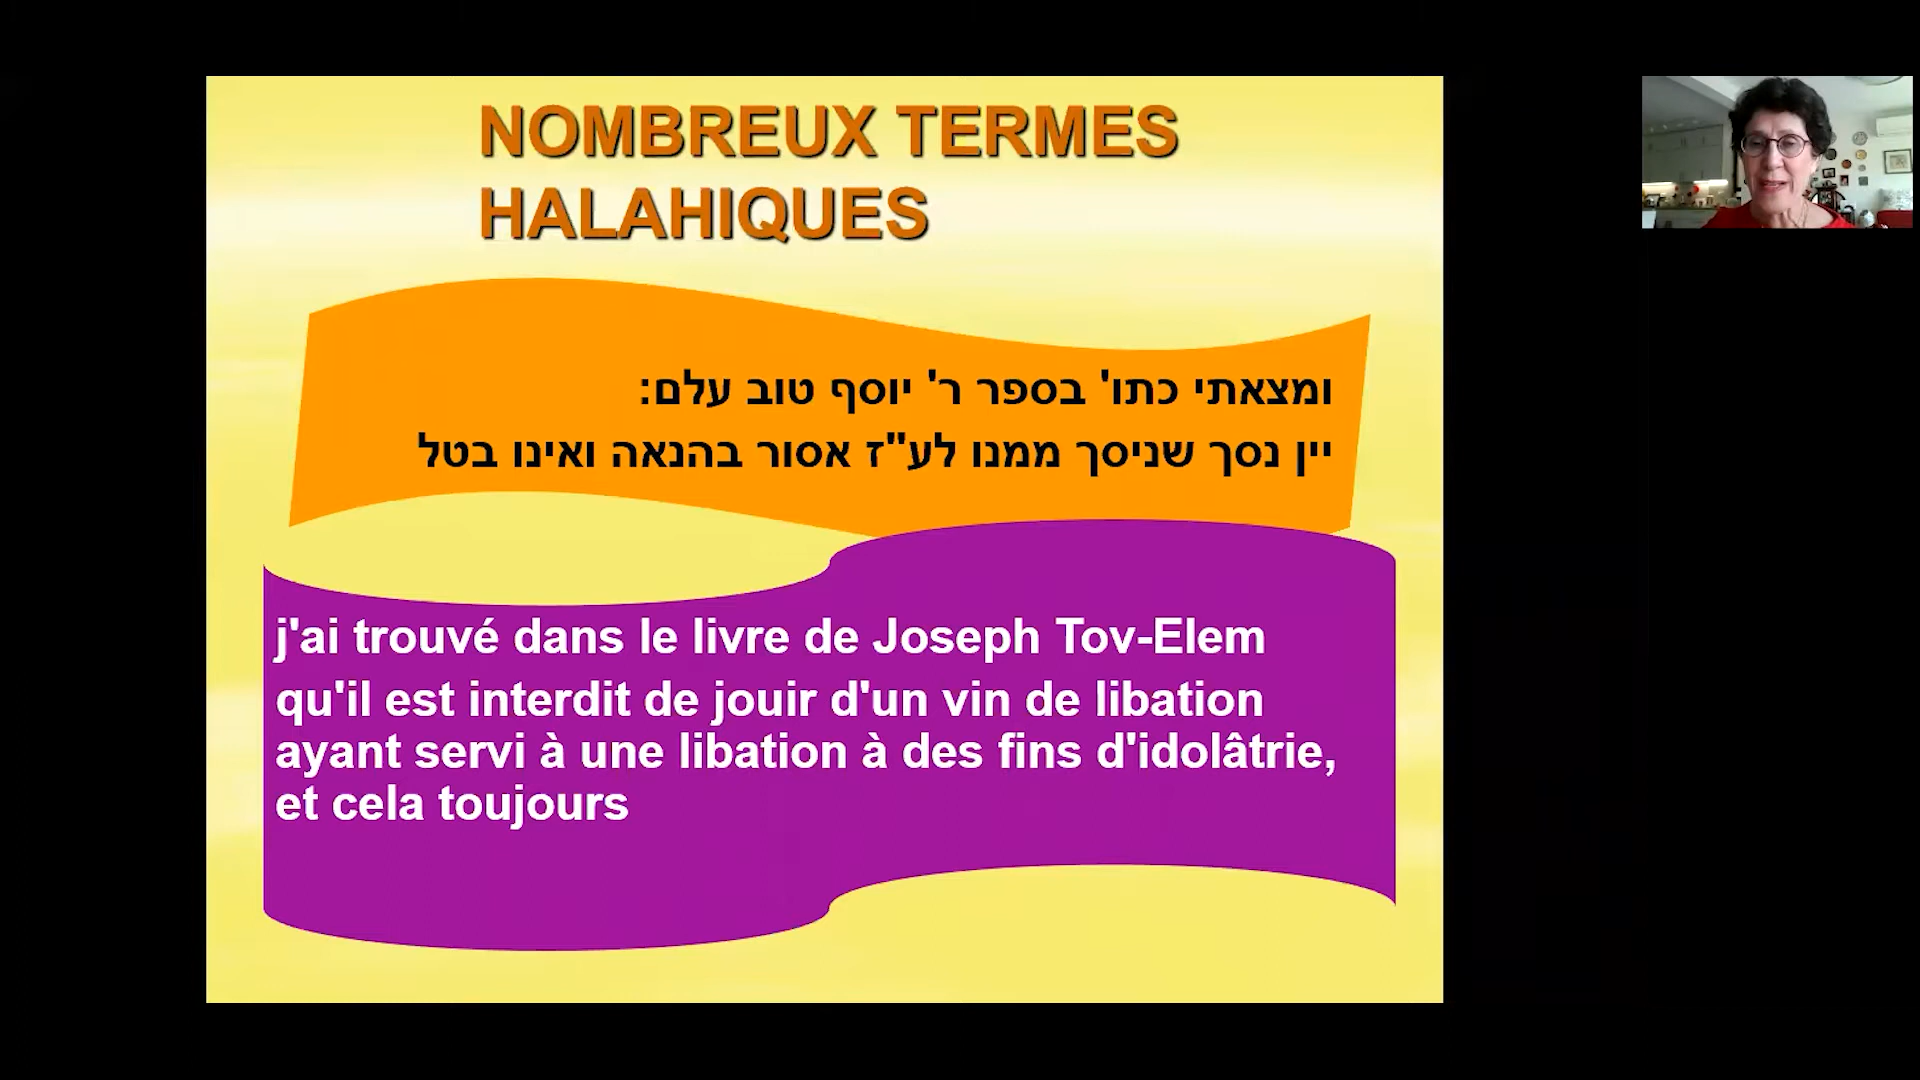 NOMBREUX TERMES
HALAHIQUES
ומצאתי כתו' בספר ר' יוסף טוב עלם:
יין נסך שניסך ממנו לע"ז אסור בהנאה ואינו בטל
j'ai trouvé dans le livre de Joseph Tov-Elem
qu'il est interdit de jouir d'un vin de libation
ayant servi à une libation à des fins d'idolâtrie,
et cela toujours